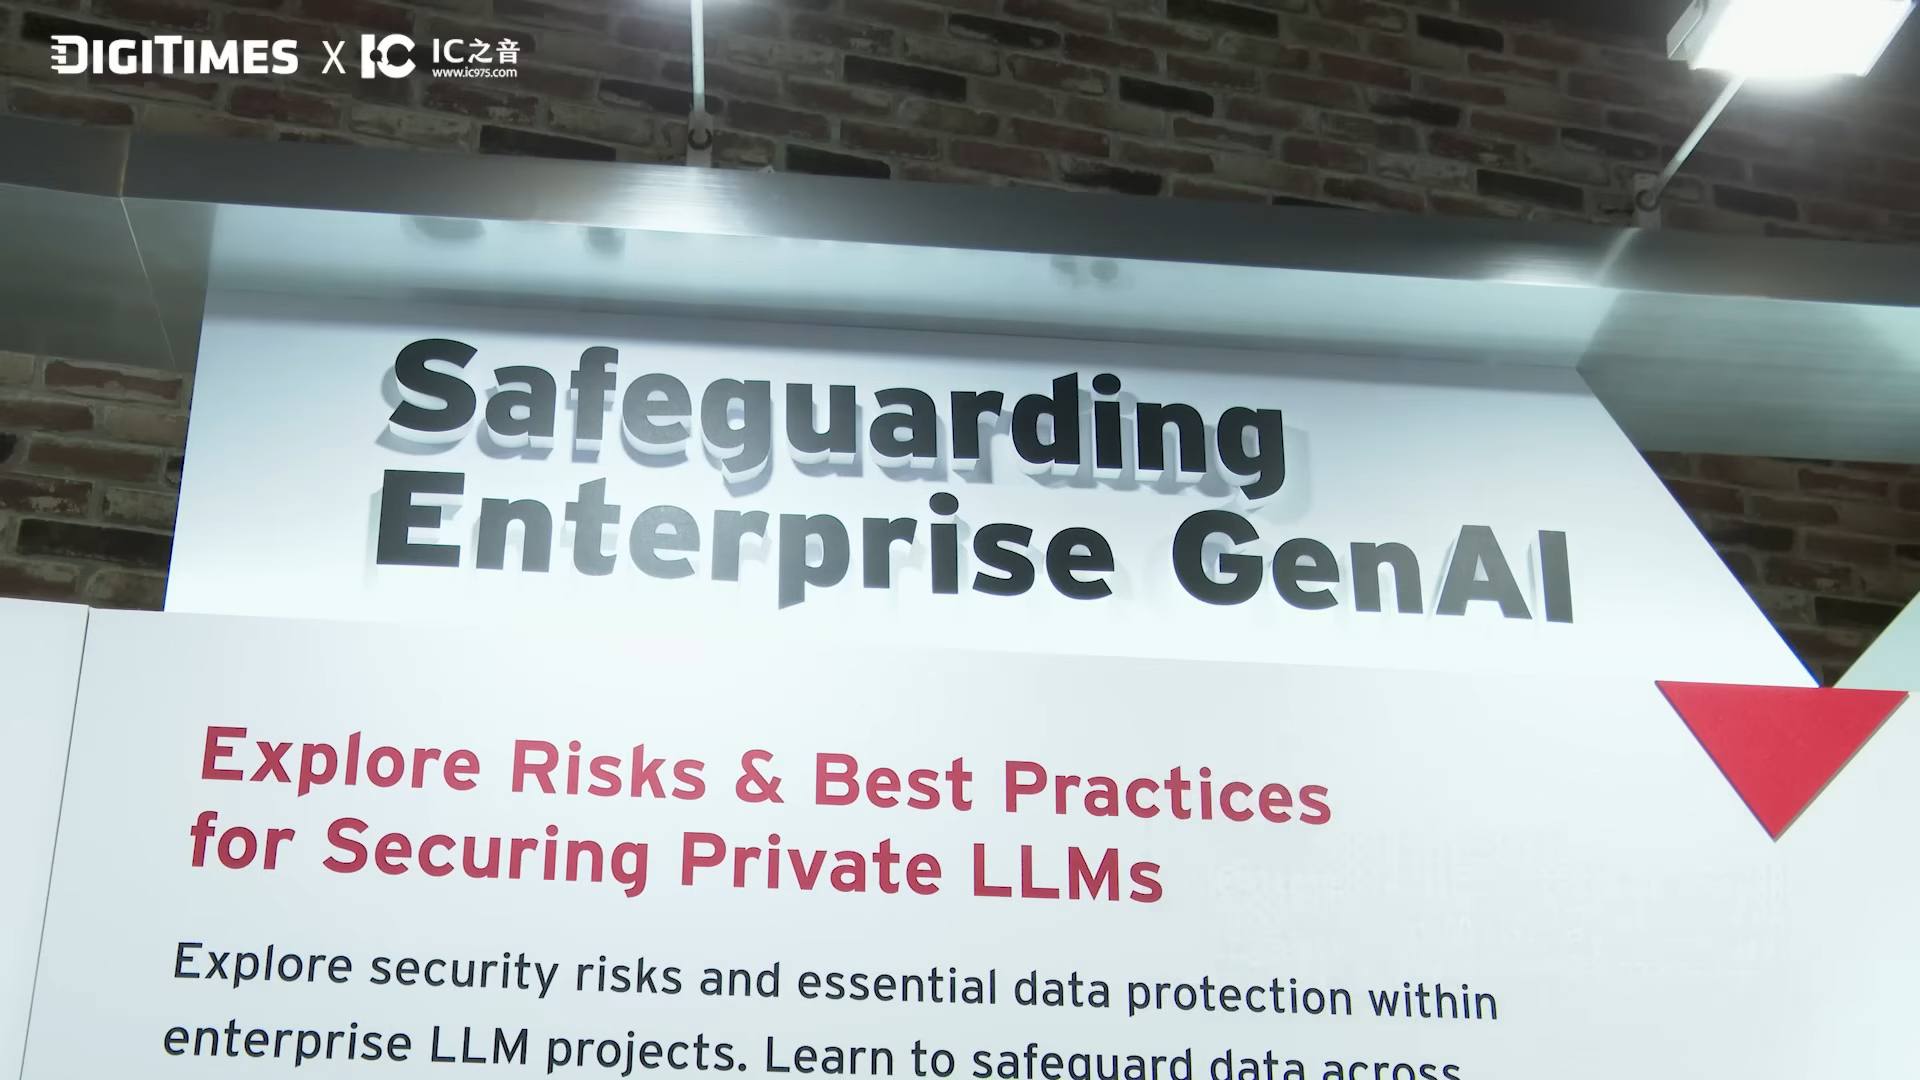 DIGITIMES X IC IC之音
www.ic975.com
Safeguarding
Enterprise GenAI
Explore Risks & Best Practices
for Securing Private LLMs
Explore security risks and essential data protection within
enterprise LLM projects. Learn to safeguard data across